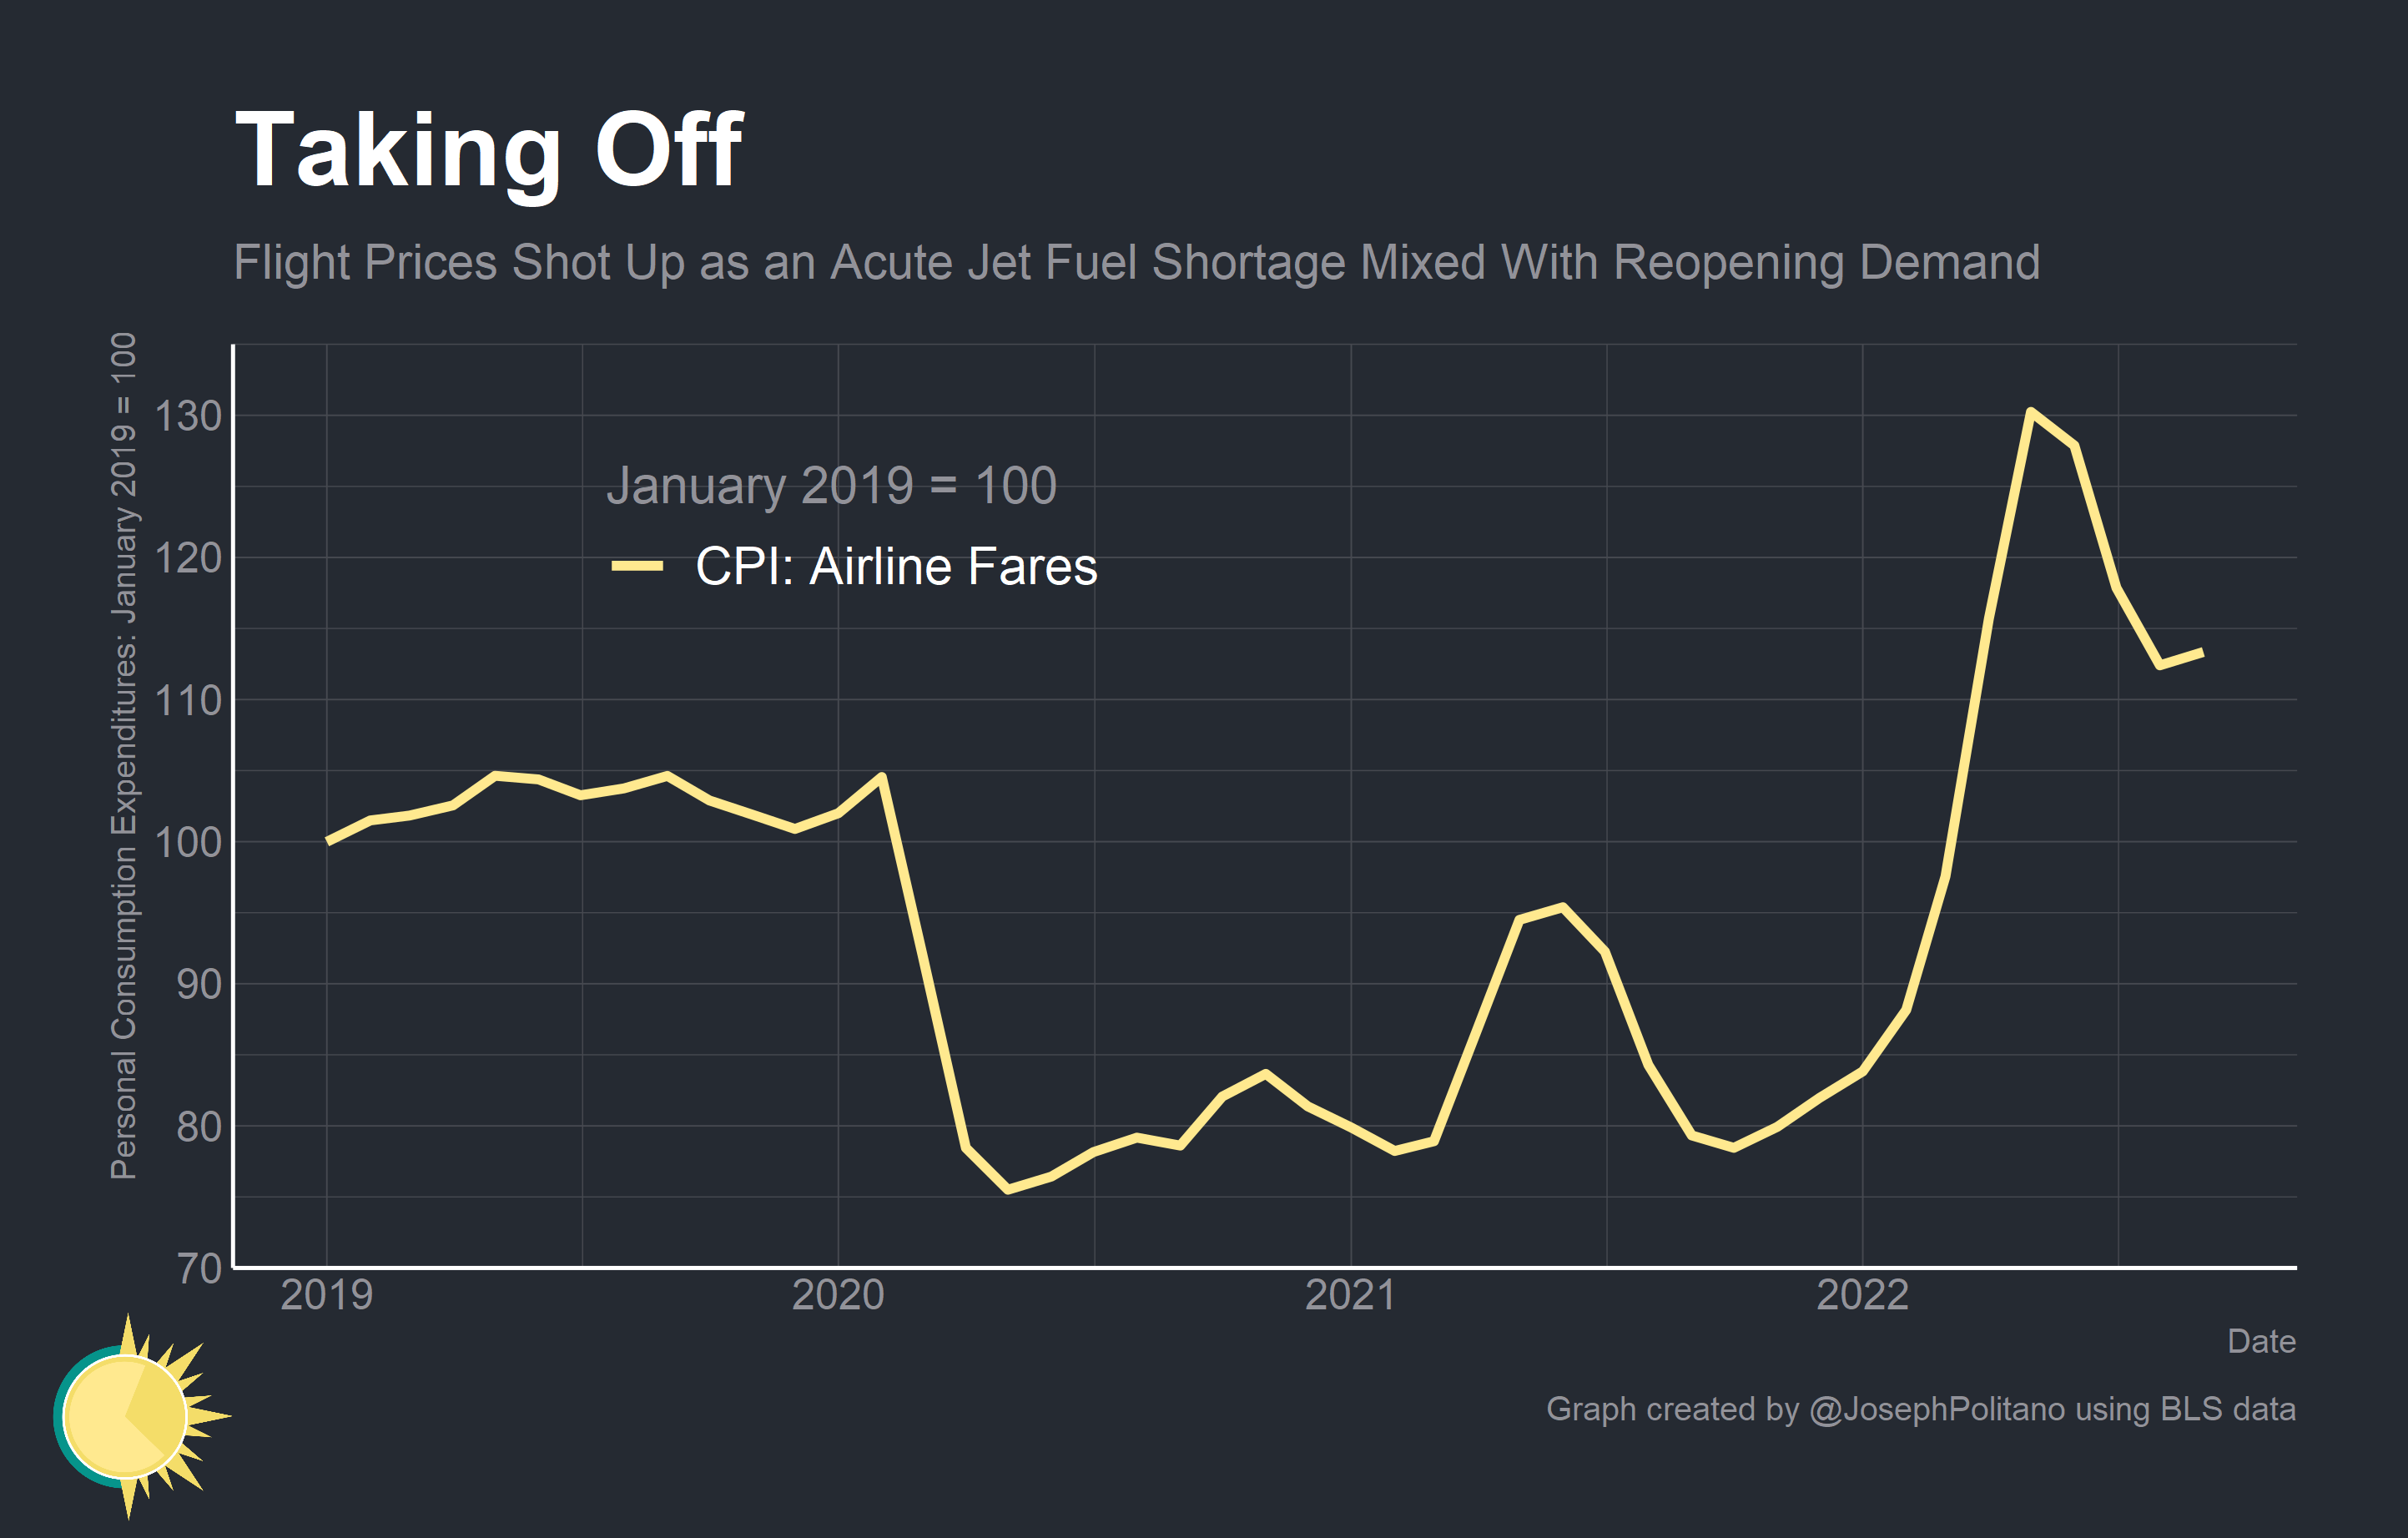 Taking Off
Flight Prices Shot Up as an Acute Jet Fuel Shortage Mixed With Reopening Demand
Personal Consumption Expenditures: January 2019 = 100
130
120
110
100
90
80
70
January 2019 = 100
CPI: Airline Fares
2019
2020
2021
2022
Date
Graph created by @JosephPolitano using BLS data